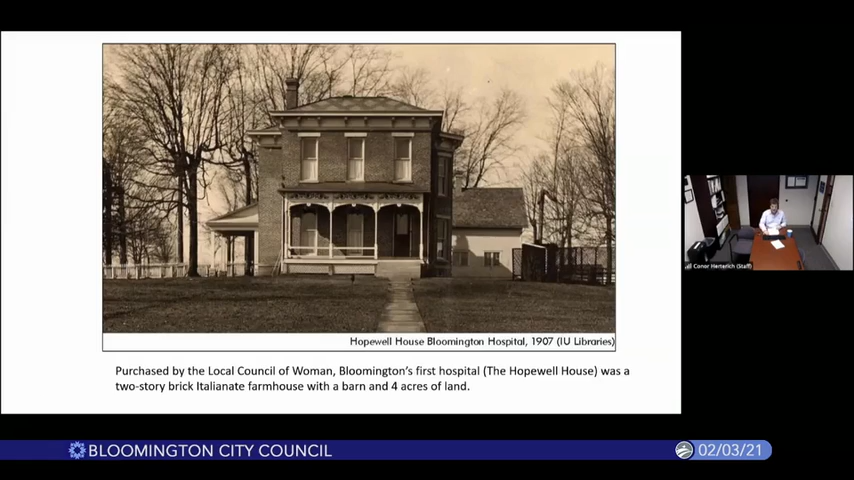 Hopewell House Bloomington Hospital, 1907 (IU Libraries)
Purchased by the Local Council of Woman, Bloomington's first hospital (The Hopewell House) was a
two-story brick Italianate farmhouse with a barn and 4 acres of land.
Conor Herterich (Staff)
BLOOMINGTON CITY COUNCIL
02/03/21